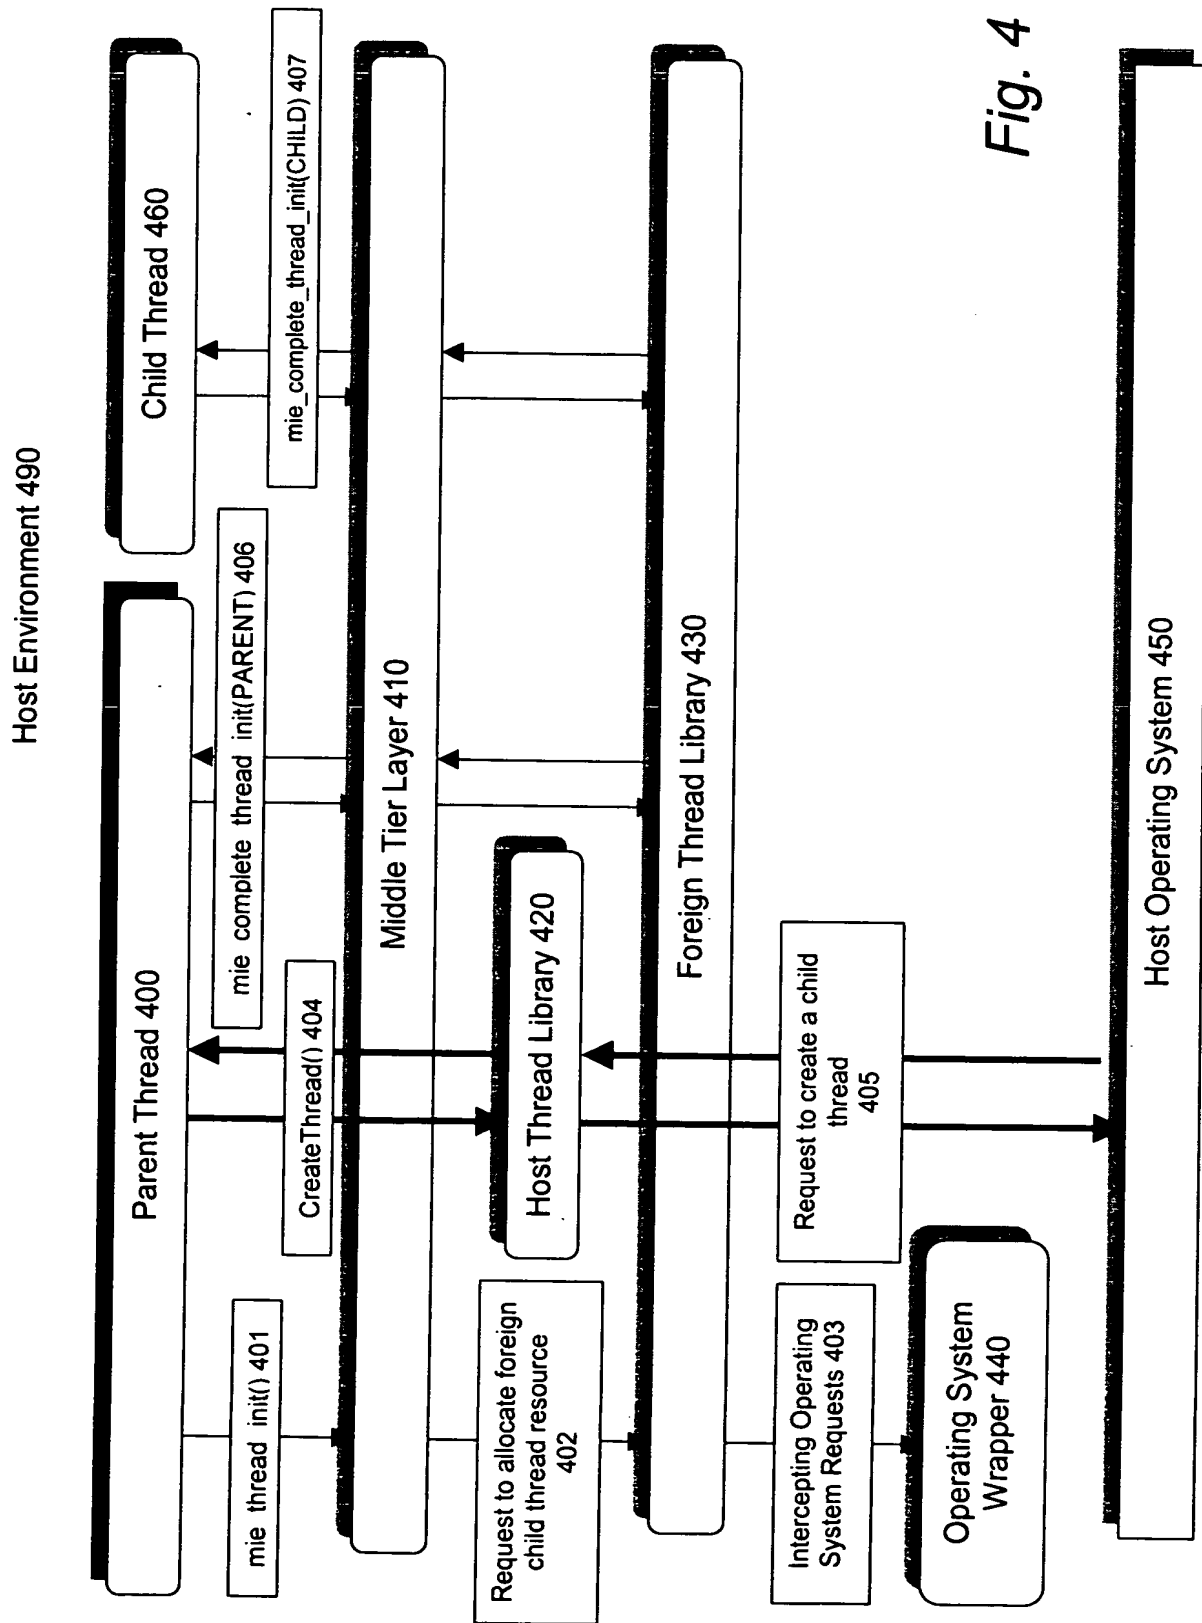 Host Environment 490
Parent Thread 400
Child Thread 460
mie thread init() 401
CreateThread() 404
mie complete thread init(PARENT) 406
mie_complete_thread_init(CHILD) 407
Middle Tier Layer 410
Request to allocate foreign
child thread resource
402
Host Thread Library 420
Foreign Thread Library 430
Intercepting Operating
System Requests 403
Request to create a child
thread
405
Operating System
Wrapper 440
Host Operating System 450
Fig. 4